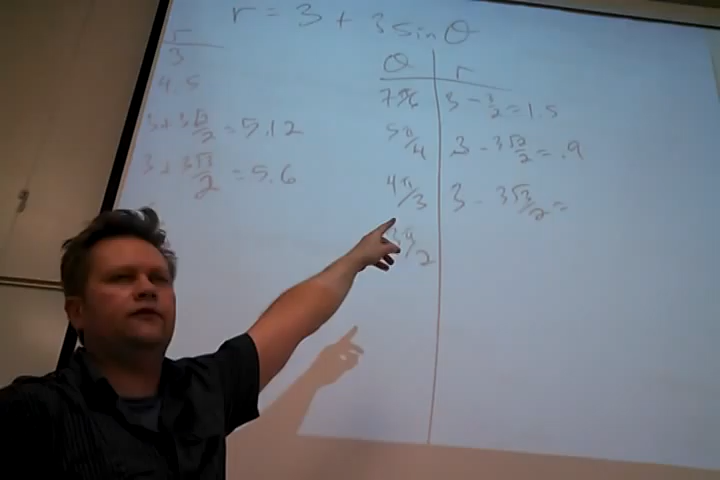 r = 3 + 3 sin θ
r
3
4.5
3 + 3√2/2 = 5.12
3 + 3√3/2 = 5.6
θ r
7π/6 3 - 3/2 = 1.5
5π/4 3 - 3√2/2 = .9
4π/3 3 - 3√3/2 =
3π/2